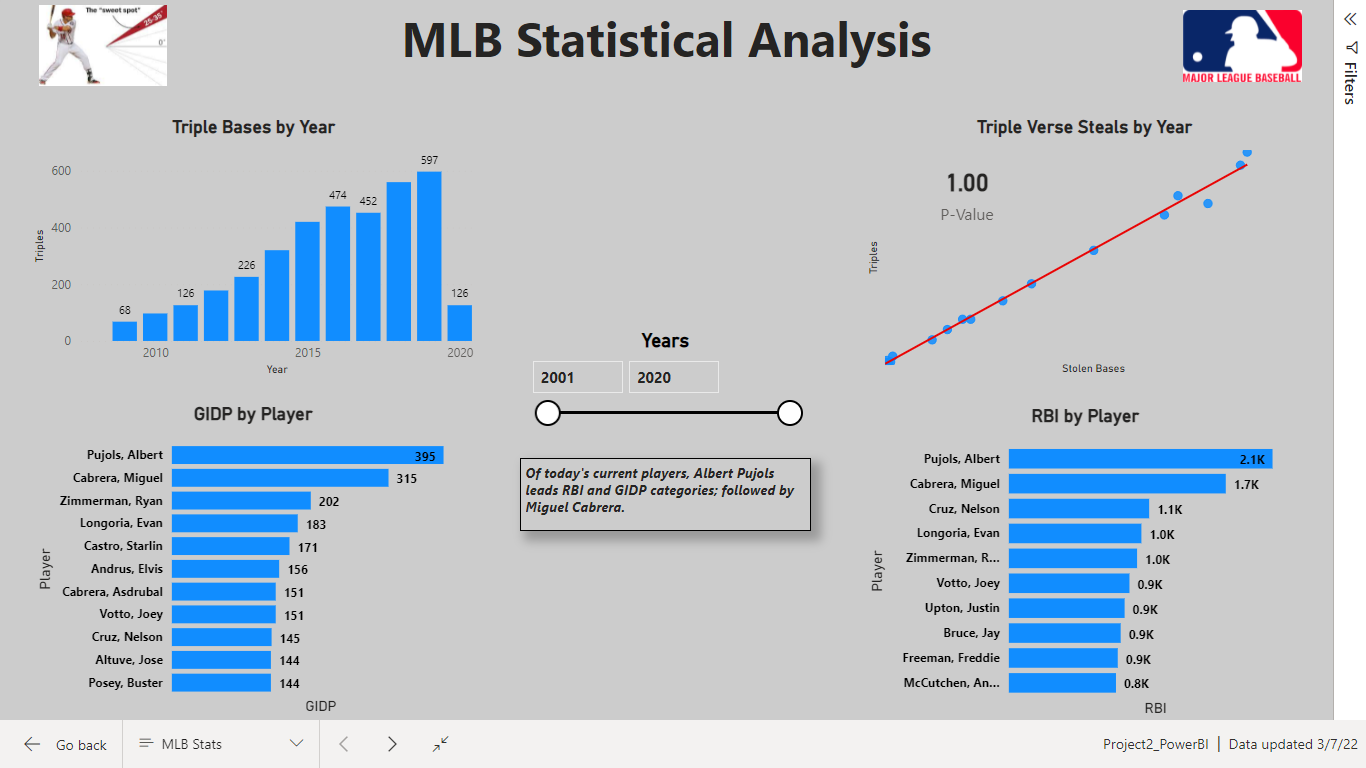 The "sweet spot"
25-35°
0°
MLB Statistical Analysis
MAJOR LEAGUE BASEBALL
Filters
Triple Bases by Year
Triples
600
400
200
0
68
126
226
474
452
597
126
2010
2015
2020
Year
Triple Verse Steals by Year
1.00
P-Value
Triples
Stolen Bases
Years
2001
2020
Of today's current players, Albert Pujols
leads RBI and GIDP categories; followed by
Miguel Cabrera.
GIDP by Player
Player
Pujols, Albert 395
Cabrera, Miguel 315
Zimmerman, Ryan 202
Longoria, Evan 183
Castro, Starlin 171
Andrus, Elvis 156
Cabrera, Asdrubal 151
Votto, Joey 151
Cruz, Nelson 145
Altuve, Jose 144
Posey, Buster 144
GIDP
RBI by Player
Player
Pujols, Albert 2.1K
Cabrera, Miguel 1.7K
Cruz, Nelson 1.1K
Longoria, Evan 1.0K
Zimmerman, R... 1.0K
Votto, Joey 0.9K
Upton, Justin 0.9K
Bruce, Jay 0.9K
Freeman, Freddie 0.9K
McCutchen, An... 0.8K
RBI
Go back
MLB Stats
Project2_PowerBI | Data updated 3/7/22